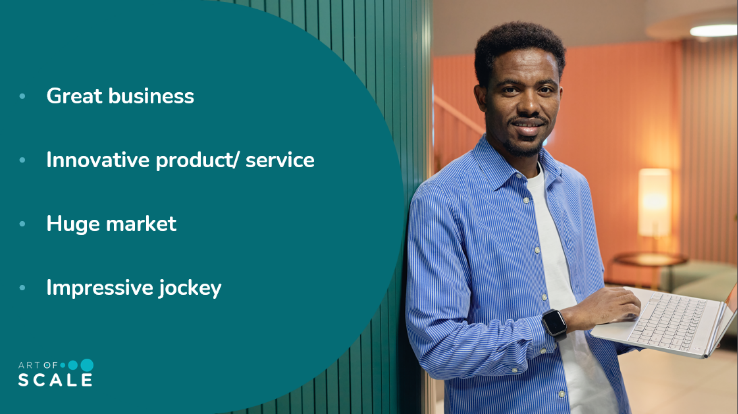 Great business
Innovative product/ service
Huge market
Impressive jockey
ART OF
SCALE